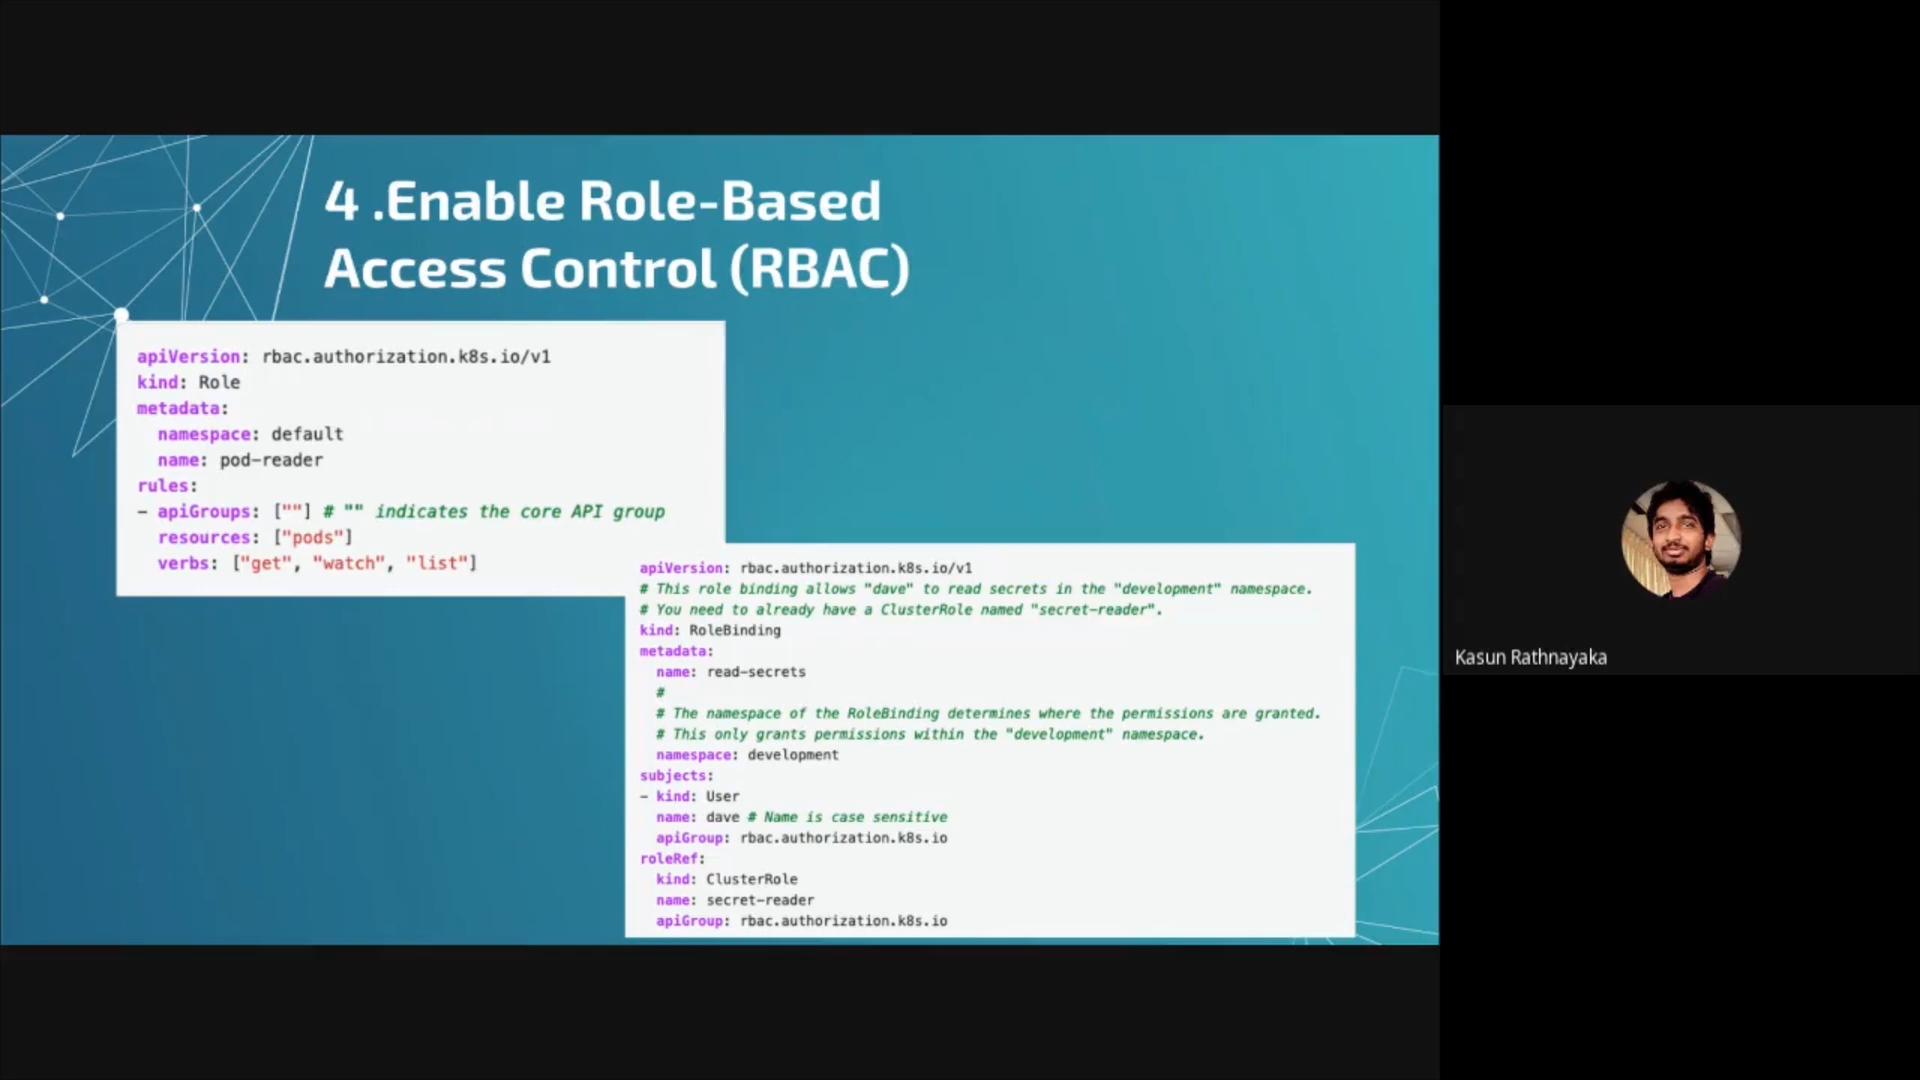 4 .Enable Role-Based
Access Control (RBAC)
apiVersion: rbac.authorization.k8s.io/v1
kind: Role
metadata:
  namespace: default
  name: pod-reader
rules:
- apiGroups: [""] # "" indicates the core API group
  resources: ["pods"]
  verbs: ["get", "watch", "list"]
apiVersion: rbac.authorization.k8s.io/v1
# This role binding allows "dave" to read secrets in the "development" namespace.
# You need to already have a ClusterRole named "secret-reader".
kind: RoleBinding
metadata:
  name: read-secrets
  #
  # The namespace of the RoleBinding determines where the permissions are granted.
  # This only grants permissions within the "development" namespace.
  namespace: development
subjects:
- kind: User
  name: dave # Name is case sensitive
  apiGroup: rbac.authorization.k8s.io
roleRef:
  kind: ClusterRole
  name: secret-reader
  apiGroup: rbac.authorization.k8s.io
Kasun Rathnayaka